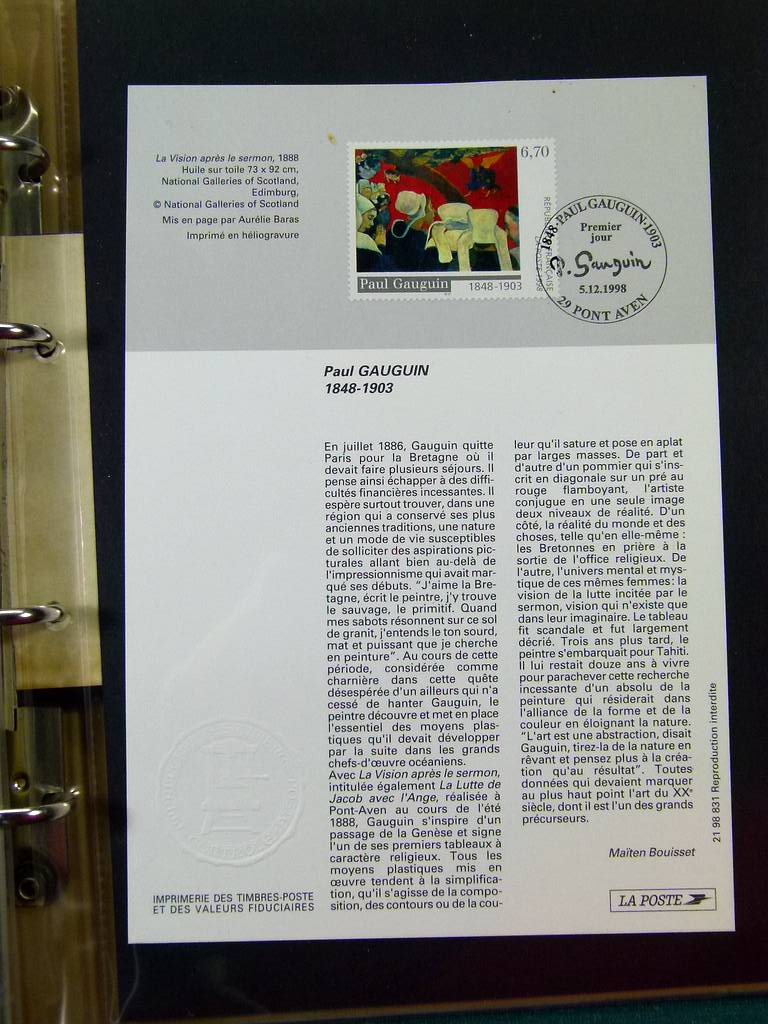 La Vision après le sermon, 1888
Huile sur toile 73 x 92 cm,
National Galleries of Scotland,
Edimburg,
© National Galleries of Scotland
Mis en page par Aurélie Baras
Imprimé en héliogravure
6,70
RÉPUBLIQUE FRANÇAISE
LA POSTE 1998
Paul Gauguin
1848-1903
1848·PAUL GAUGUIN·1903
Premier
jour
P. Gauguin
5.12.1998
29 PONT AVEN
Paul GAUGUIN
1848-1903
En juillet 1886, Gauguin quitte
Paris pour la Bretagne où il
devait faire plusieurs séjours. Il
pense ainsi échapper à des diffi-
cultés financières incessantes. Il
espère surtout trouver, dans une
région qui a conservé ses plus
anciennes traditions, une nature
et un mode de vie susceptibles
de solliciter des aspirations pic-
turales allant bien au-delà de
l'impressionnisme qui avait mar-
qué ses débuts. "J'aime la Bre-
tagne, écrit le peintre, j'y trouve
le sauvage, le primitif. Quand
mes sabots résonnent sur ce sol
de granit, j'entends le ton sourd,
mat et puissant que je cherche
en peinture". Au cours de cette
période, considérée comme
charnière dans cette quête
désespérée d'un ailleurs qui n'a
cessé de hanter Gauguin, le
peintre découvre et met en place
l'essentiel des moyens plas-
tiques qu'il devait développer
par la suite dans les grands
chefs-d'œuvre océaniens.
Avec La Vision après le sermon,
intitulée également La Lutte de
Jacob avec l'Ange, réalisée à
Pont-Aven au cours de l'été
1888, Gauguin s'inspire d'un
passage de la Genèse et signe
l'un de ses premiers tableaux à
caractère religieux. Tous les
moyens plastiques mis en
œuvre tendent à la simplifica-
tion, qu'il s'agisse de la compo-
sition, des contours ou de la cou-
leur qu'il sature et pose en aplat
par larges masses. De part et
d'autre d'un pommier qui s'ins-
crit en diagonale sur un pré au
rouge flamboyant, l'artiste
conjugue en une seule image
deux niveaux de réalité. D'un
côté, la réalité du monde et des
choses, telle qu'en elle-même :
les Bretonnes en prière à la
sortie de l'office religieux. De
l'autre, l'univers mental et mys-
tique de ces mêmes femmes : la
vision de la lutte incitée par le
sermon, vision qui n'existe que
dans leur imaginaire. Le tableau
fit scandale et fut largement
décrié. Trois ans plus tard, le
peintre s'embarquait pour Tahiti.
Il lui restait douze ans à vivre
pour parachever cette recherche
incessante d'un absolu de la
peinture qui résiderait dans
l'alliance de la forme et de la
couleur en éloignant la nature.
"L'art est une abstraction, disait
Gauguin, tirez-la de la nature en
rêvant et pensez plus à la créa-
tion qu'au résultat". Toutes
données qui devaient marquer
au plus haut point l'art du XXe
siècle, dont il est l'un des grands
précurseurs.
Maïten Bouisset
21 98 831 Reproduction interdite
IMPRIMERIE DES TIMBRES-POSTE
ET DES VALEURS FIDUCIAIRES
LA POSTE